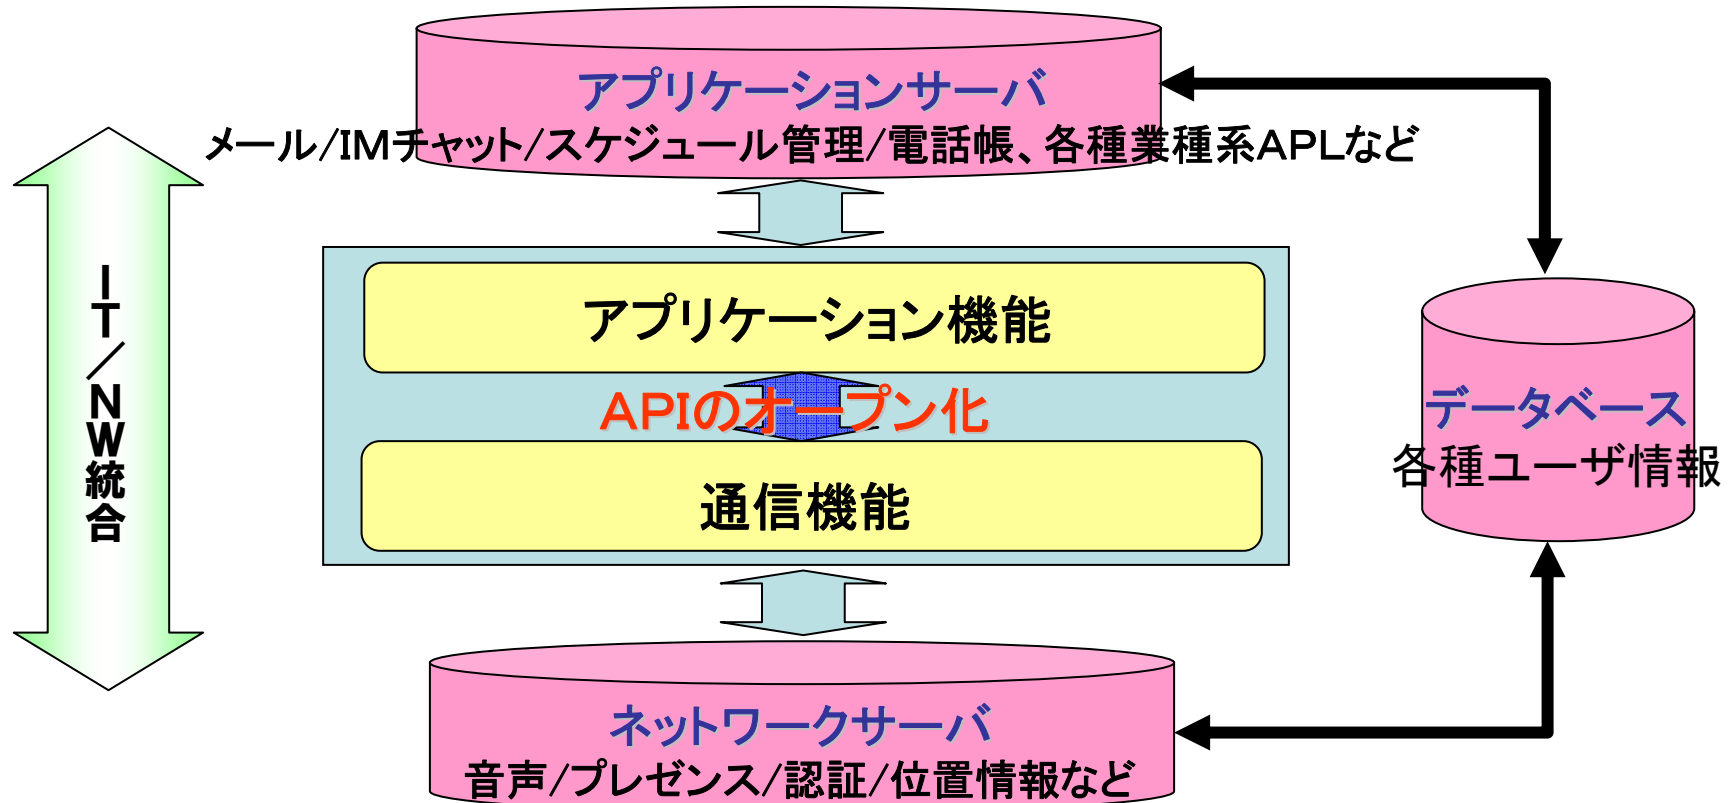 アプリケーションサーバ
メール/IMチャット/スケジュール管理/電話帳、各種業種系APLなど
IT/NW統合
アプリケーション機能
APIのオープン化
通信機能
データベース
各種ユーザ情報
ネットワークサーバ
音声/プレゼンス/認証/位置情報など